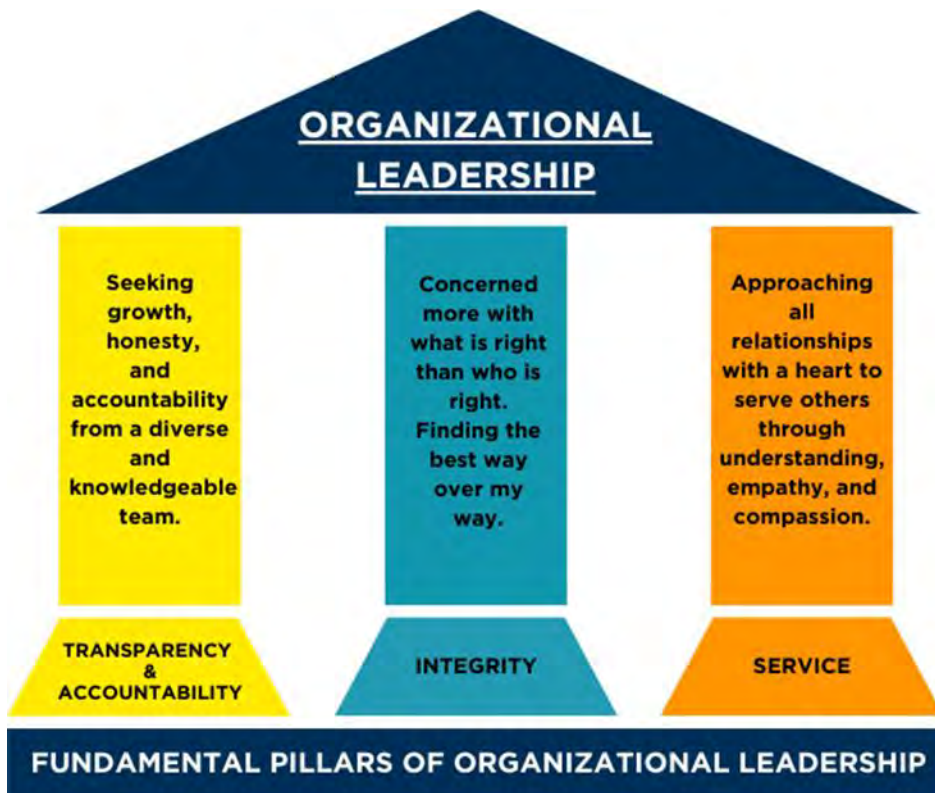 ORGANIZATIONAL
LEADERSHIP
Seeking
growth,
honesty,
and
accountability
from a diverse
and
knowledgeable
team.
Concerned
more with
what is right
than who is
right.
Finding the
best way
over my
way.
Approaching
all
relationships
with a heart to
serve others
through
understanding,
empathy, and
compassion.
TRANSPARENCY
&
ACCOUNTABILITY
INTEGRITY
SERVICE
FUNDAMENTAL PILLARS OF ORGANIZATIONAL LEADERSHIP